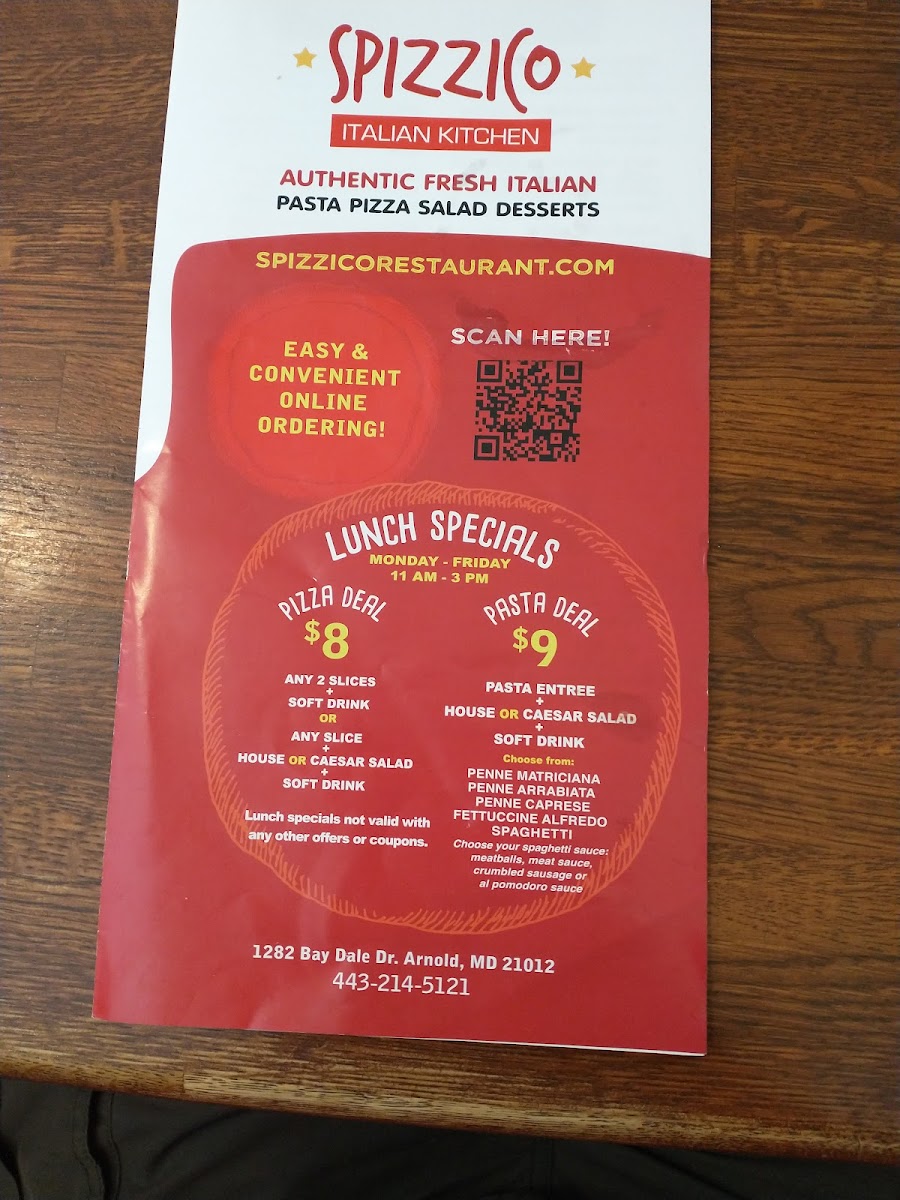 SPIZZICO
ITALIAN KITCHEN
AUTHENTIC FRESH ITALIAN
PASTA PIZZA SALAD DESSERTS
SPIZZICORESTAURANT.COM
EASY &
CONVENIENT
ONLINE
ORDERING!
SCAN HERE!
LUNCH SPECIALS
MONDAY - FRIDAY
11 AM - 3 PM
PIZZA DEAL
$8
ANY 2 SLICES
+
SOFT DRINK
OR
ANY SLICE
+
HOUSE OR CAESAR SALAD
+
SOFT DRINK
Lunch specials not valid with
any other offers or coupons.
PASTA DEAL
$9
PASTA ENTREE
+
HOUSE OR CAESAR SALAD
+
SOFT DRINK
Choose from:
PENNE MATRICIANA
PENNE ARRABIATA
PENNE CAPRESE
FETTUCCINE ALFREDO
SPAGHETTI
Choose your spaghetti sauce:
meatballs, meat sauce,
crumbled sausage or
al pomodoro sauce
1282 Bay Dale Dr. Arnold, MD 21012
443-214-5121